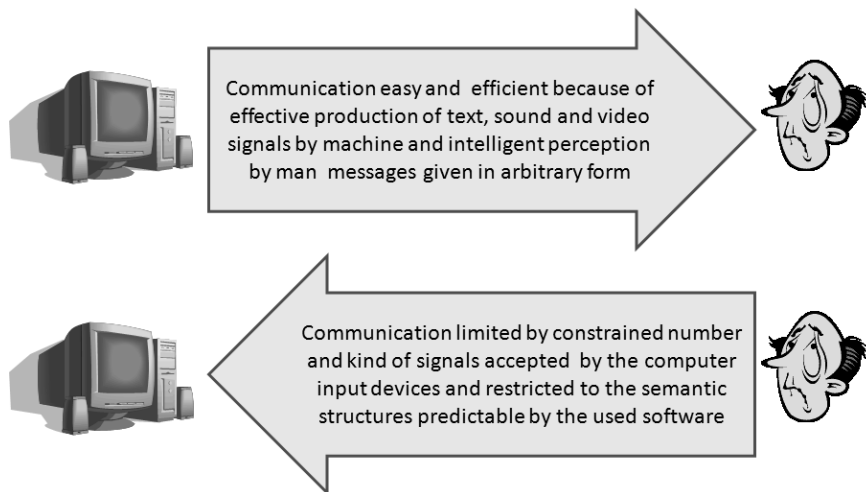 Communication easy and efficient because of
effective production of text, sound and video
signals by machine and intelligent perception
by man messages given in arbitrary form
Communication limited by constrained number
and kind of signals accepted by the computer
input devices and restricted to the semantic
structures predictable by the used software